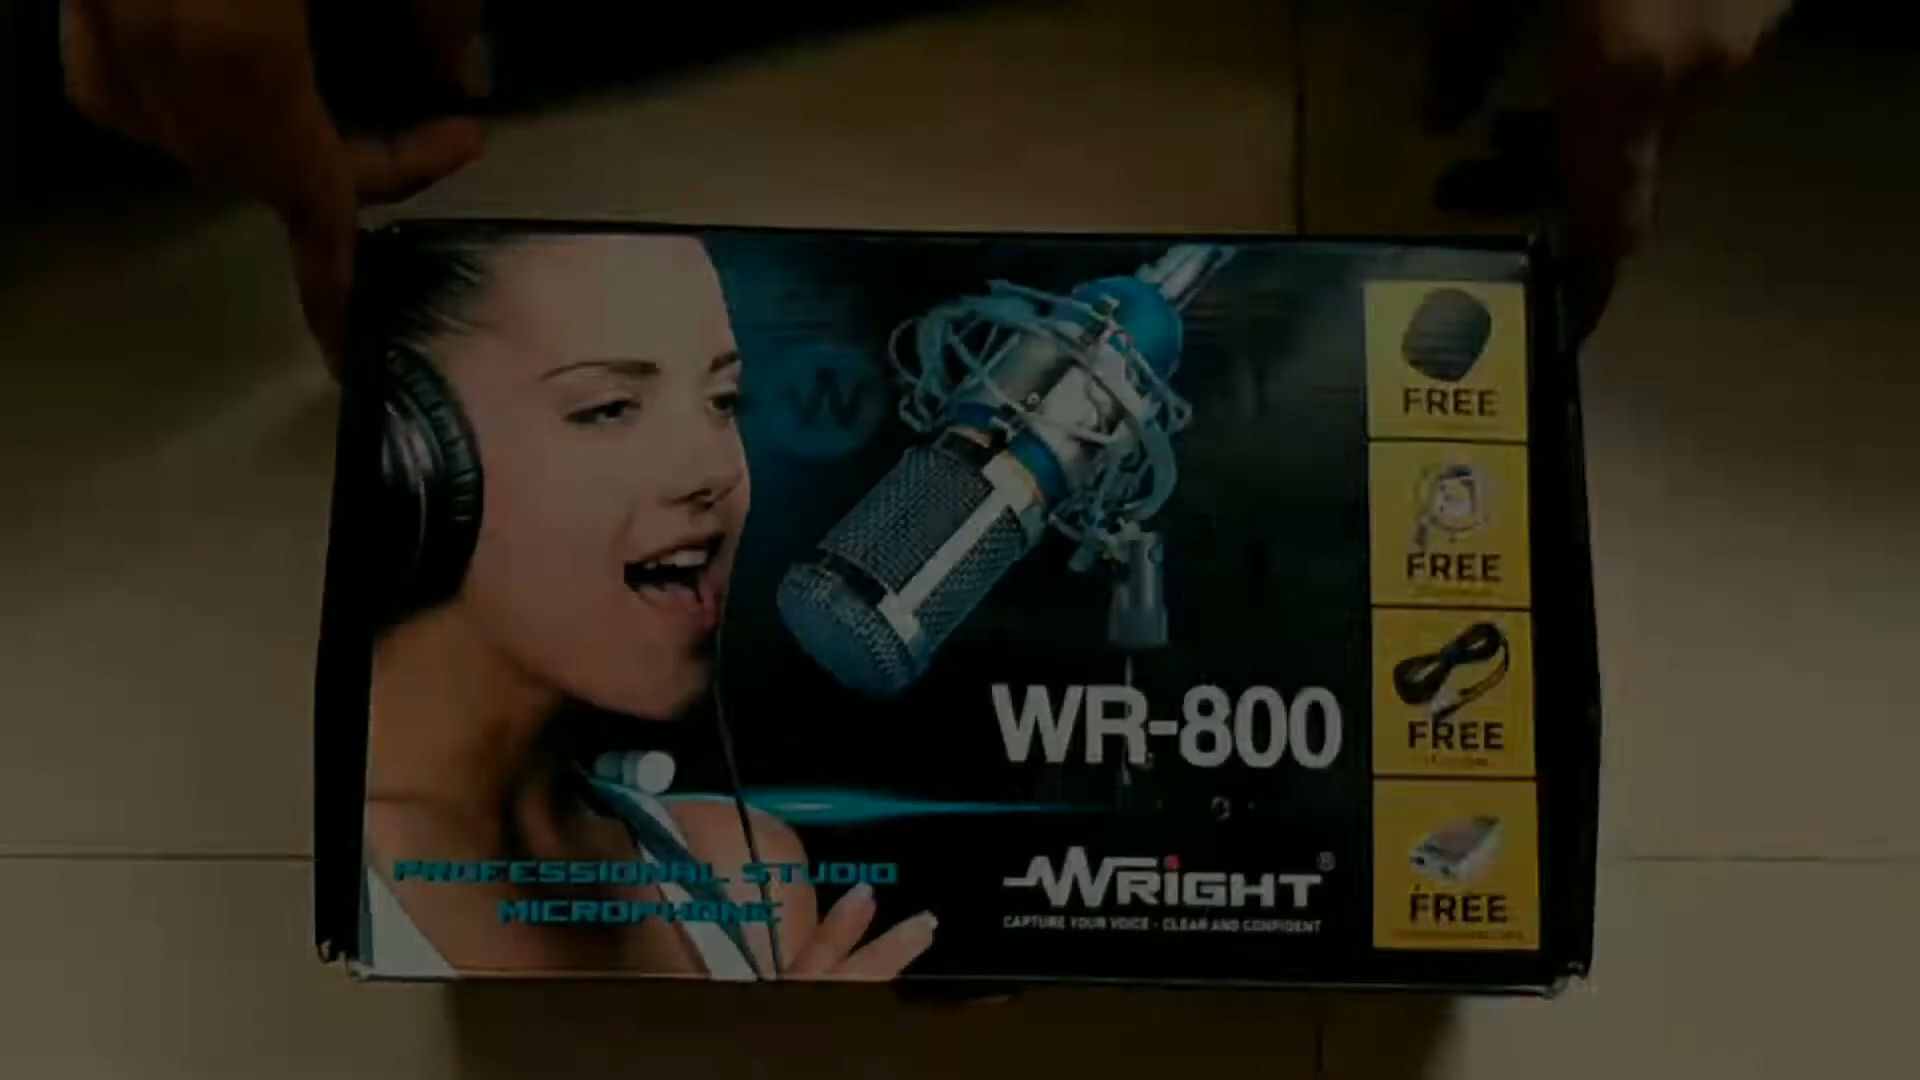 FREE
FREE
WR-800
FREE
PROFESSIONAL STUDIO
MICROPHONE
WRIGHT®
CAPTURE YOUR VOICE - CLEAR AND CONFIDENT
FREE